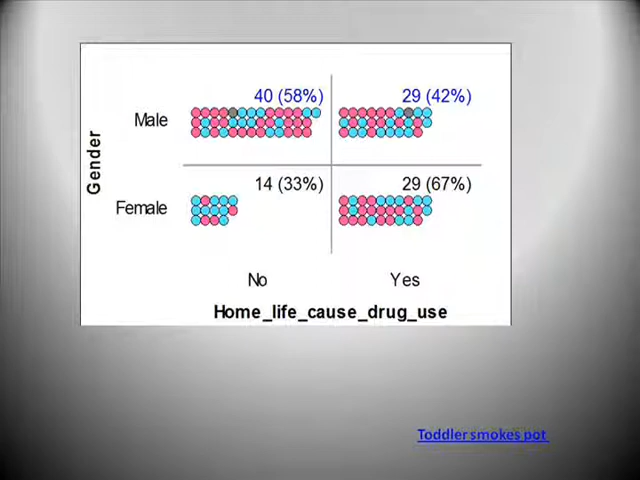 40 (58%) 29 (42%)
Male
Gender
14 (33%) 29 (67%)
Female
No Yes
Home_life_cause_drug_use
Toddler smokes pot